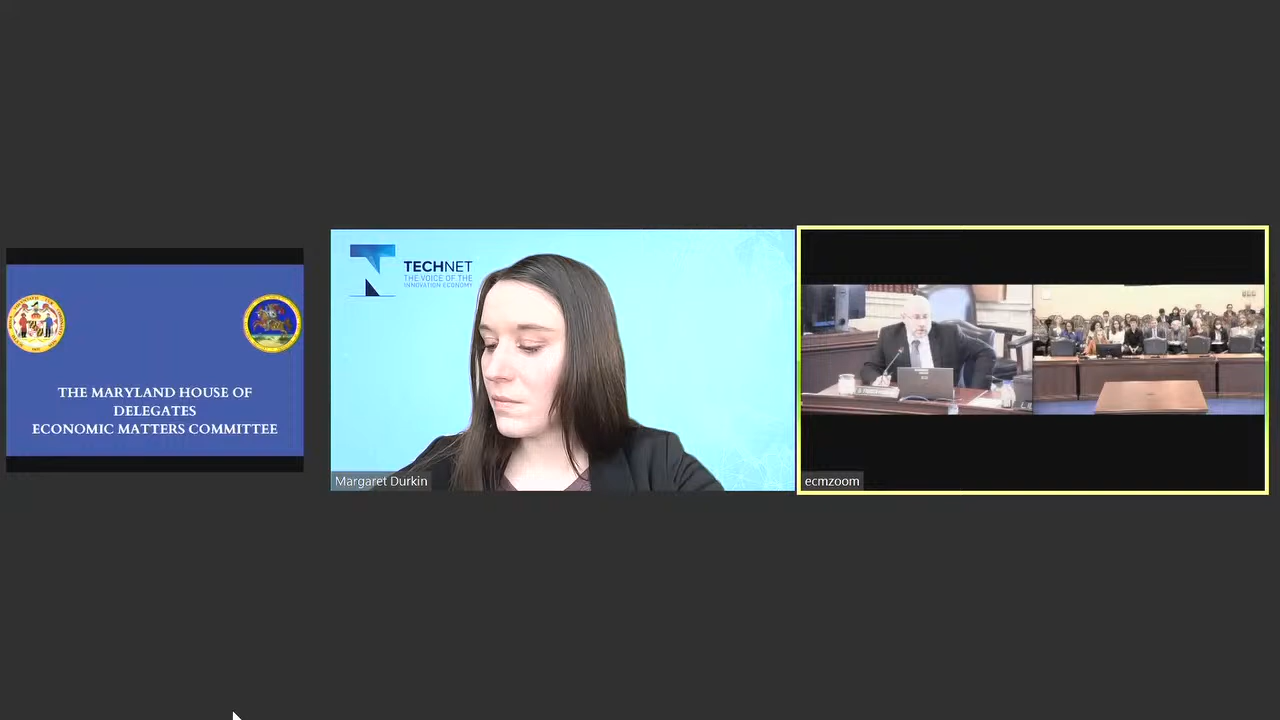 THE MARYLAND HOUSE OF
DELEGATES
ECONOMIC MATTERS COMMITTEE
TECHNET
THE VOICE OF THE
INNOVATION ECONOMY
Margaret Durkin
ecmzoom